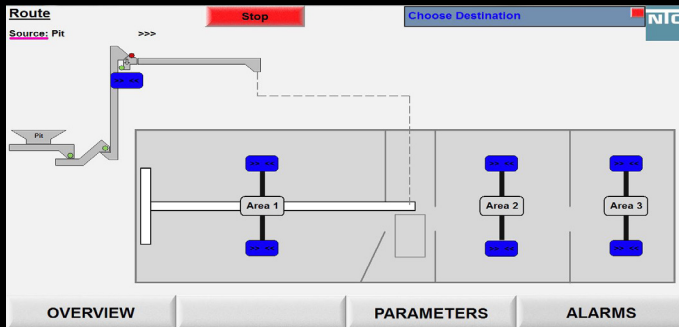 Route
Stop
Choose Destination
NTC
Source: Pit
>>>
>> <<
Pit
>> <<
>> <<
>> <<
Area 1
Area 2
Area 3
>> <<
>> <<
>> <<
OVERVIEW
PARAMETERS
ALARMS